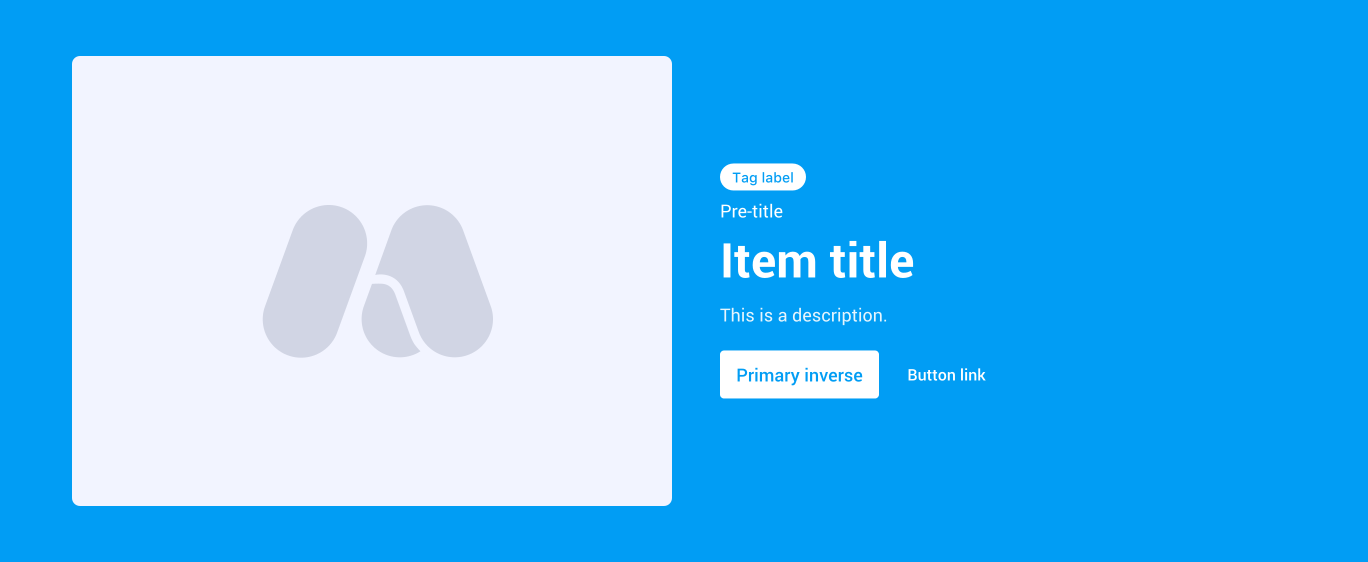 Tag label
Pre-title
Item title
This is a description.
Primary inverse
Button link